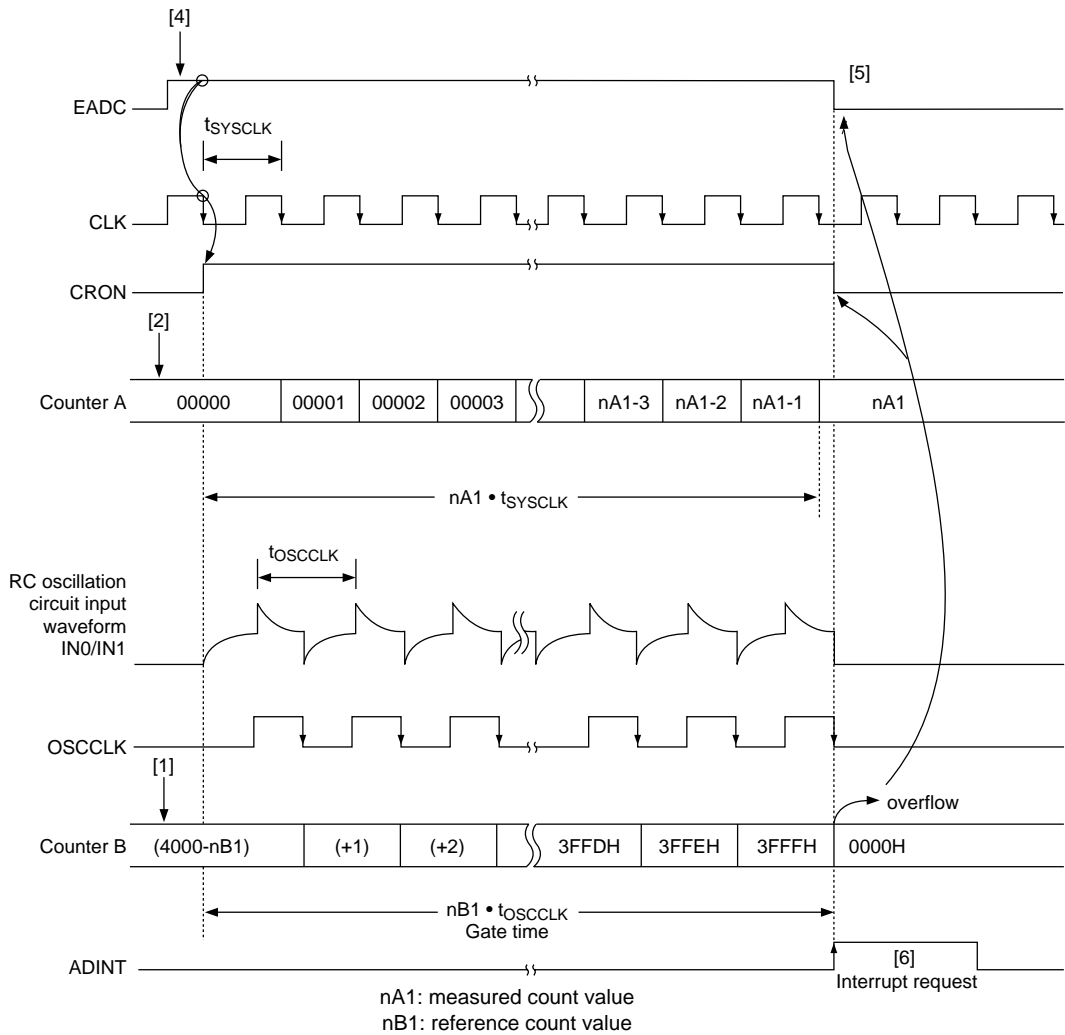 [4]
[5]
EADC
tSYSCLK
CLK
CRON
[2]
Counter A 00000 00001 00002 00003 nA1-3 nA1-2 nA1-1 nA1
nA1 • tSYSCLK
tOSCCLK
RC oscillation
circuit input
waveform
IN0/IN1
OSCCLK
[1]
overflow
Counter B (4000-nB1) (+1) (+2) 3FFDH 3FFEH 3FFFH 0000H
nB1 • tOSCCLK
Gate time
ADINT
[6]
Interrupt request
nA1: measured count value
nB1: reference count value